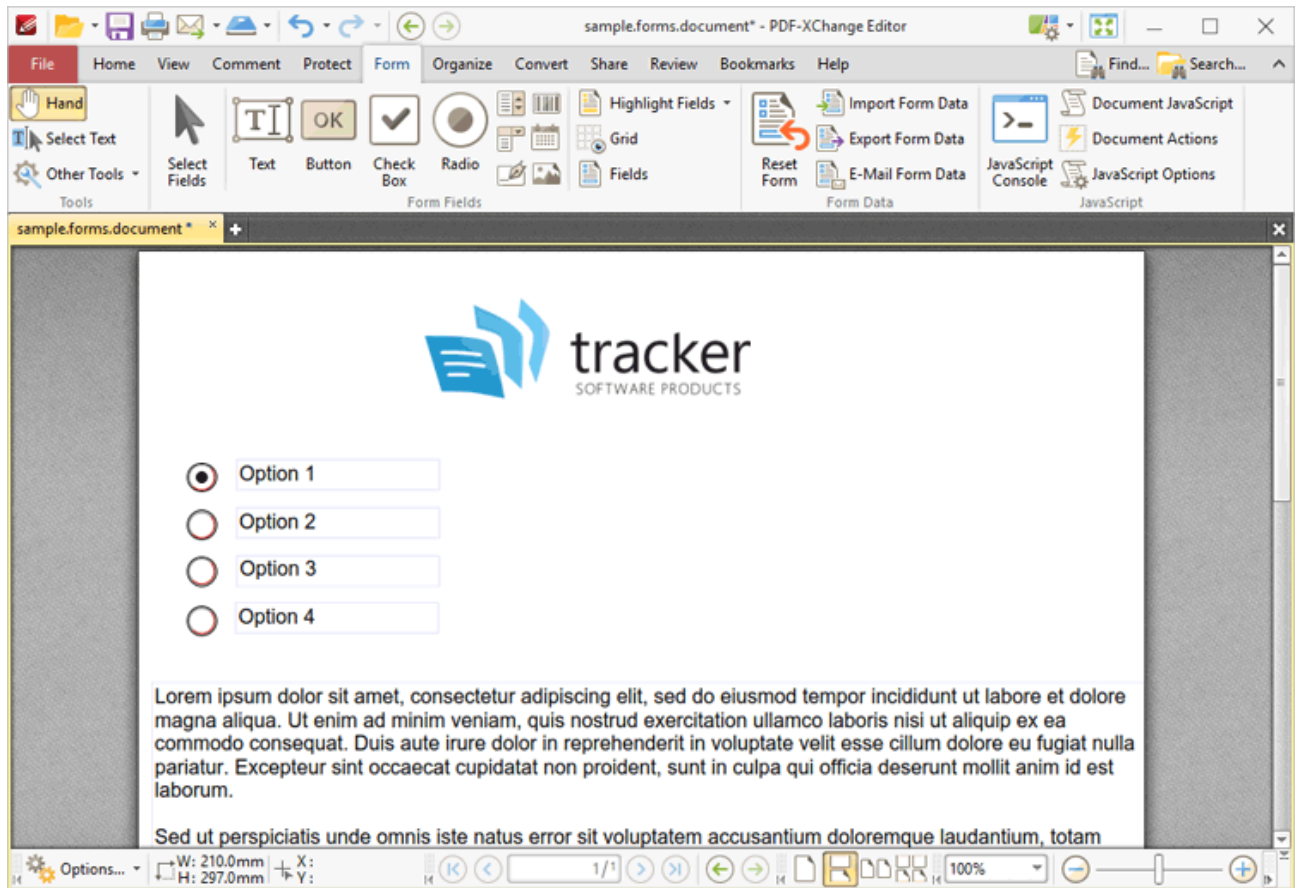 sample.forms.document* - PDF-XChange Editor
File Home View Comment Protect Form Organize Convert Share Review Bookmarks Help Find... Search...
Hand
Select Text
Other Tools
Tools
Select Fields
Text
OK
Button
Check Box
Radio
Form Fields
Highlight Fields
Grid
Fields
Reset Form
Import Form Data
Export Form Data
E-Mail Form Data
Form Data
JavaScript Console
Document JavaScript
Document Actions
JavaScript Options
JavaScript
sample.forms.document *
tracker
SOFTWARE PRODUCTS
Option 1
Option 2
Option 3
Option 4
Lorem ipsum dolor sit amet, consectetur adipiscing elit, sed do eiusmod tempor incididunt ut labore et dolore
magna aliqua. Ut enim ad minim veniam, quis nostrud exercitation ullamco laboris nisi ut aliquip ex ea
commodo consequat. Duis aute irure dolor in reprehenderit in voluptate velit esse cillum dolore eu fugiat nulla
pariatur. Excepteur sint occaecat cupidatat non proident, sunt in culpa qui officia deserunt mollit anim id est
laborum.
Sed ut perspiciatis unde omnis iste natus error sit voluptatem accusantium doloremque laudantium, totam
Options...
W: 210.0mm X:
H: 297.0mm Y:
1/1
100%